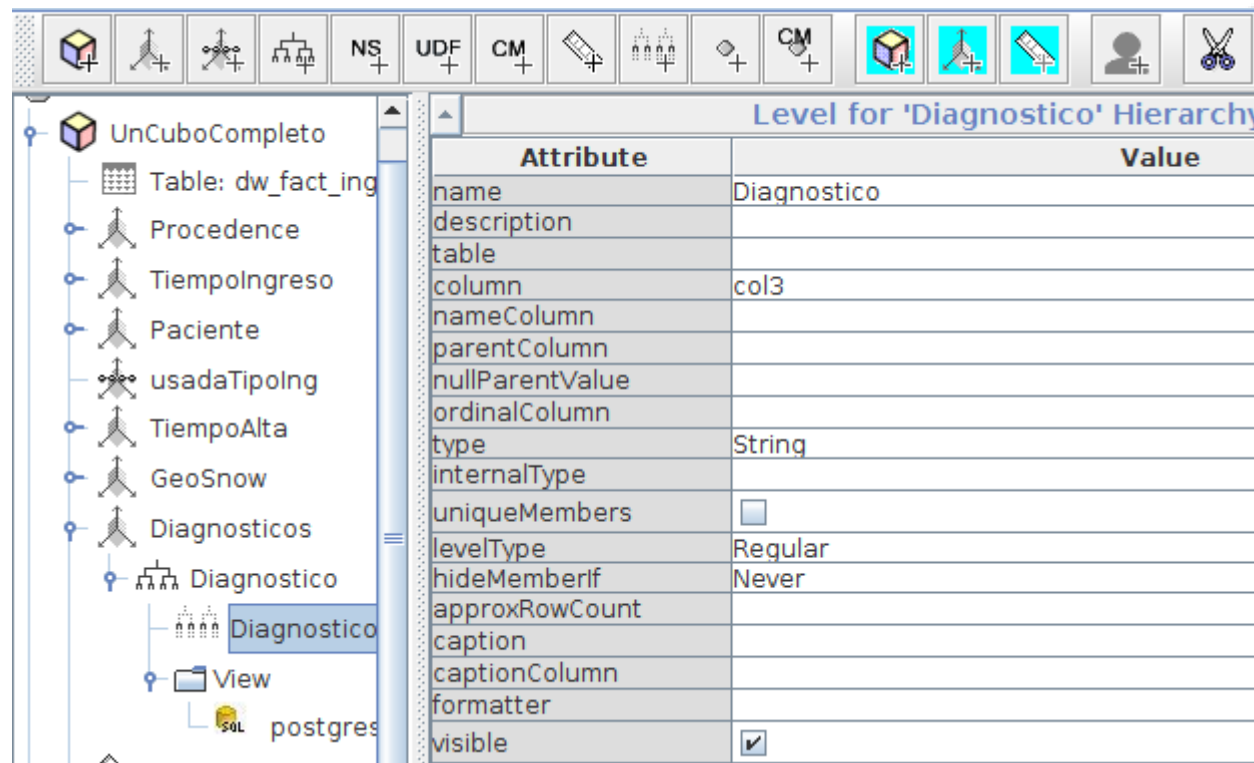 NS UDF CM CM
UnCuboCompleto
Table: dw_fact_ing
Procedence
TiempoIngreso
Paciente
usadaTipoIng
TiempoAlta
GeoSnow
Diagnosticos
Diagnostico
Diagnostico
View
SQL postgres
Level for 'Diagnostico' Hierarchy
Attribute Value
name Diagnostico
description
table
column col3
nameColumn
parentColumn
nullParentValue
ordinalColumn
type String
internalType
uniqueMembers
levelType Regular
hideMemberIf Never
approxRowCount
caption
captionColumn
formatter
visible